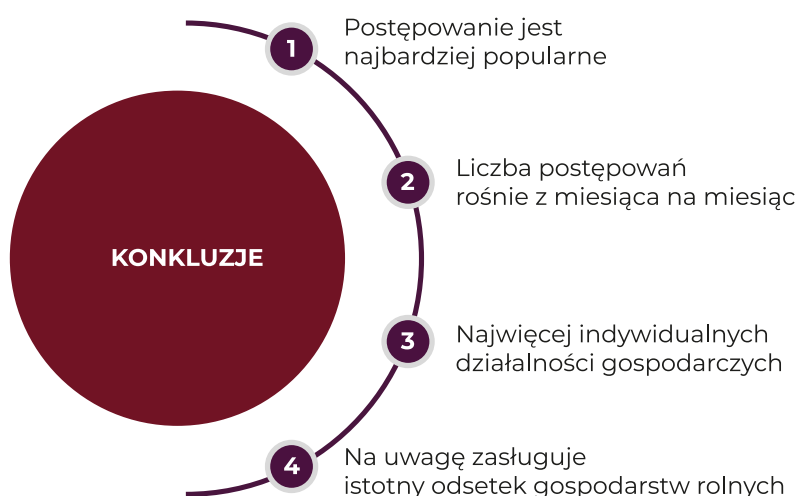 1
Postępowanie jest
najbardziej popularne
2
Liczba postępowań
rośnie z miesiąca na miesiąc
KONKLUZJE
3
Najwięcej indywidualnych
działalności gospodarczych
4
Na uwagę zasługuje
istotny odsetek gospodarstw rolnych